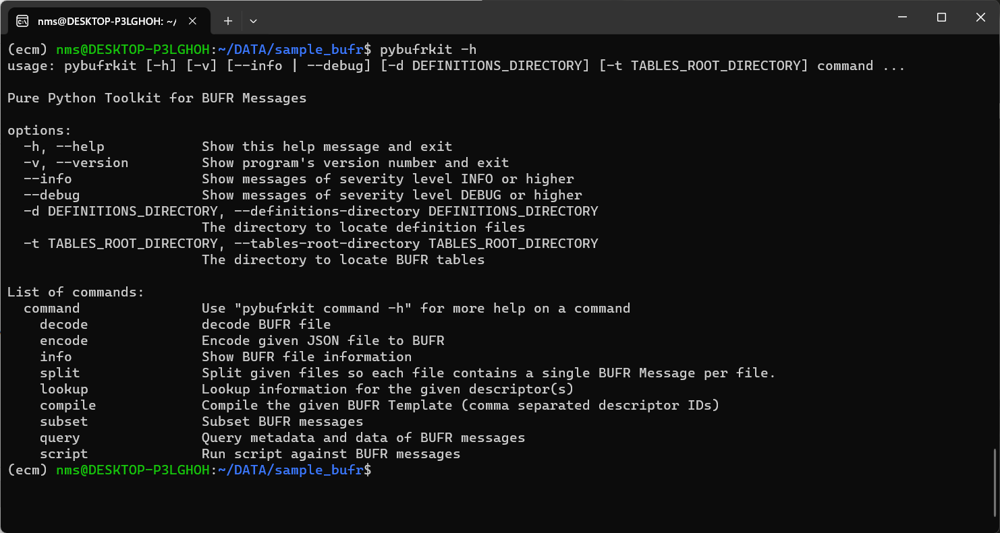 nms@DESKTOP-P3LGHOH: ~/
(ecm) nms@DESKTOP-P3LGHOH:~/DATA/sample_bufr$ pybufrkit -h
usage: pybufrkit [-h] [-v] [--info | --debug] [-d DEFINITIONS_DIRECTORY] [-t TABLES_ROOT_DIRECTORY] command ...

Pure Python Toolkit for BUFR Messages

options:
  -h, --help            Show this help message and exit
  -v, --version         Show program's version number and exit
  --info                Show messages of severity level INFO or higher
  --debug               Show messages of severity level DEBUG or higher
  -d DEFINITIONS_DIRECTORY, --definitions-directory DEFINITIONS_DIRECTORY
                        The directory to locate definition files
  -t TABLES_ROOT_DIRECTORY, --tables-root-directory TABLES_ROOT_DIRECTORY
                        The directory to locate BUFR tables

List of commands:
  command               Use "pybufrkit command -h" for more help on a command
    decode              decode BUFR file
    encode              Encode given JSON file to BUFR
    info                Show BUFR file information
    split               Split given files so each file contains a single BUFR Message per file.
    lookup              Lookup information for the given descriptor(s)
    compile             Compile the given BUFR Template (comma separated descriptor IDs)
    subset              Subset BUFR messages
    query               Query metadata and data of BUFR messages
    script              Run script against BUFR messages
(ecm) nms@DESKTOP-P3LGHOH:~/DATA/sample_bufr$